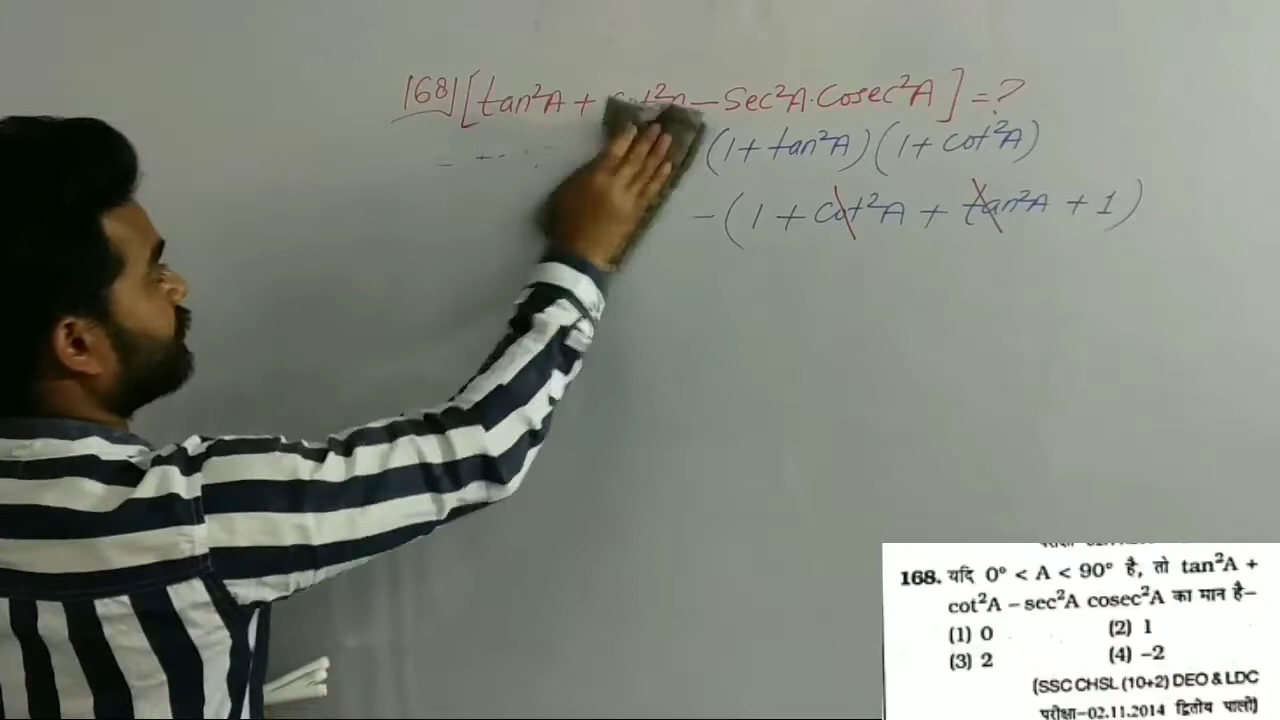 168] [tan²A + cot²A − Sec²A·Cosec²A] = ?
(1 + tan²A)(1 + cot²A)
−(1 + cot²A + tan²A + 1)
168. यदि 0° < A < 90° है, तो tan²A +
cot²A – sec²A cosec²A का मान है–
(1) 0 (2) 1
(3) 2 (4) –2
(SSC CHSL (10+2) DEO & LDC
परीक्षा–02.11.2014 द्वितीय पाली)